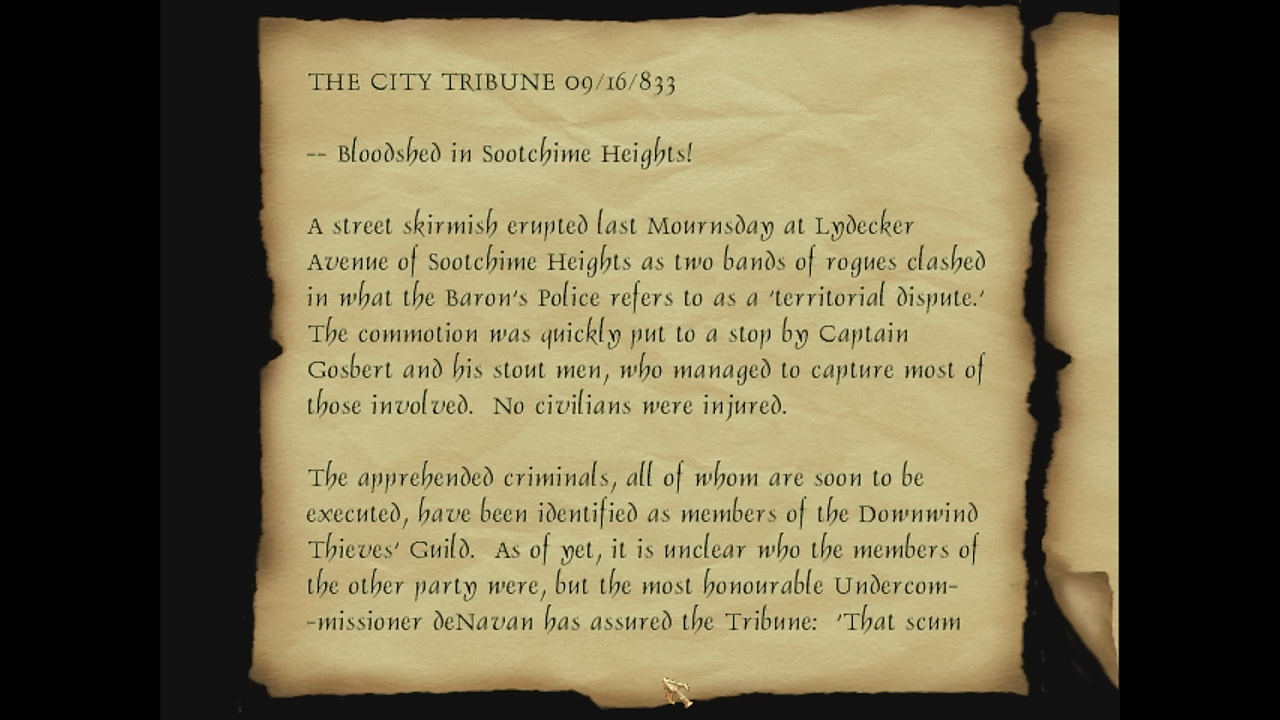 THE CITY TRIBUNE 09/16/833
-- Bloodshed in Sootchime Heights!
A street skirmish erupted last Mournsday at Lydecker
Avenue of Sootchime Heights as two bands of rogues clashed
in what the Baron's Police refers to as a 'territorial dispute.'
The commotion was quickly put to a stop by Captain
Gosbert and his stout men, who managed to capture most of
those involved.  No civilians were injured.
The apprehended criminals, all of whom are soon to be
executed, have been identified as members of the Downwind
Thieves' Guild.  As of yet, it is unclear who the members of
the other party were, but the most honourable Undercom-
-missioner deNavan has assured the Tribune:  'That scum